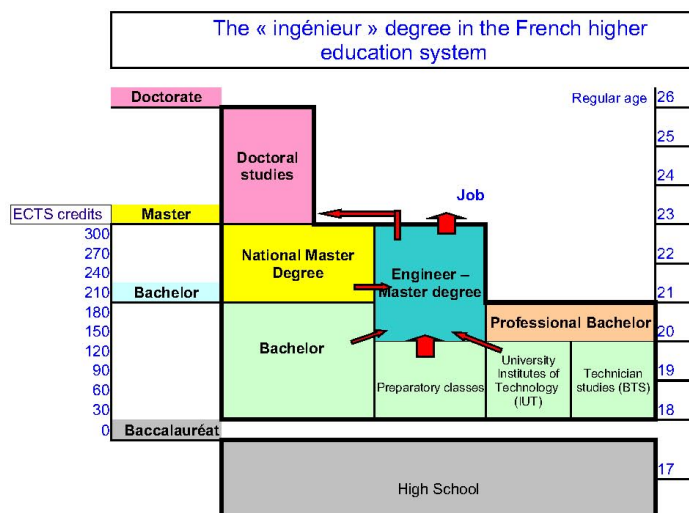 The « ingénieur » degree in the French higher
education system
Doctorate
Regular age
26
25
Doctoral
studies
24
Job
ECTS credits
Master
23
300
270
240
210
180
150
120
90
60
30
0
National Master
Degree
Engineer –
Master degree
22
Bachelor
21
Professional Bachelor
Bachelor
20
Preparatory classes
University
Institutes of
Technology
(IUT)
Technician
studies (BTS)
19
18
Baccalauréat
17
High School